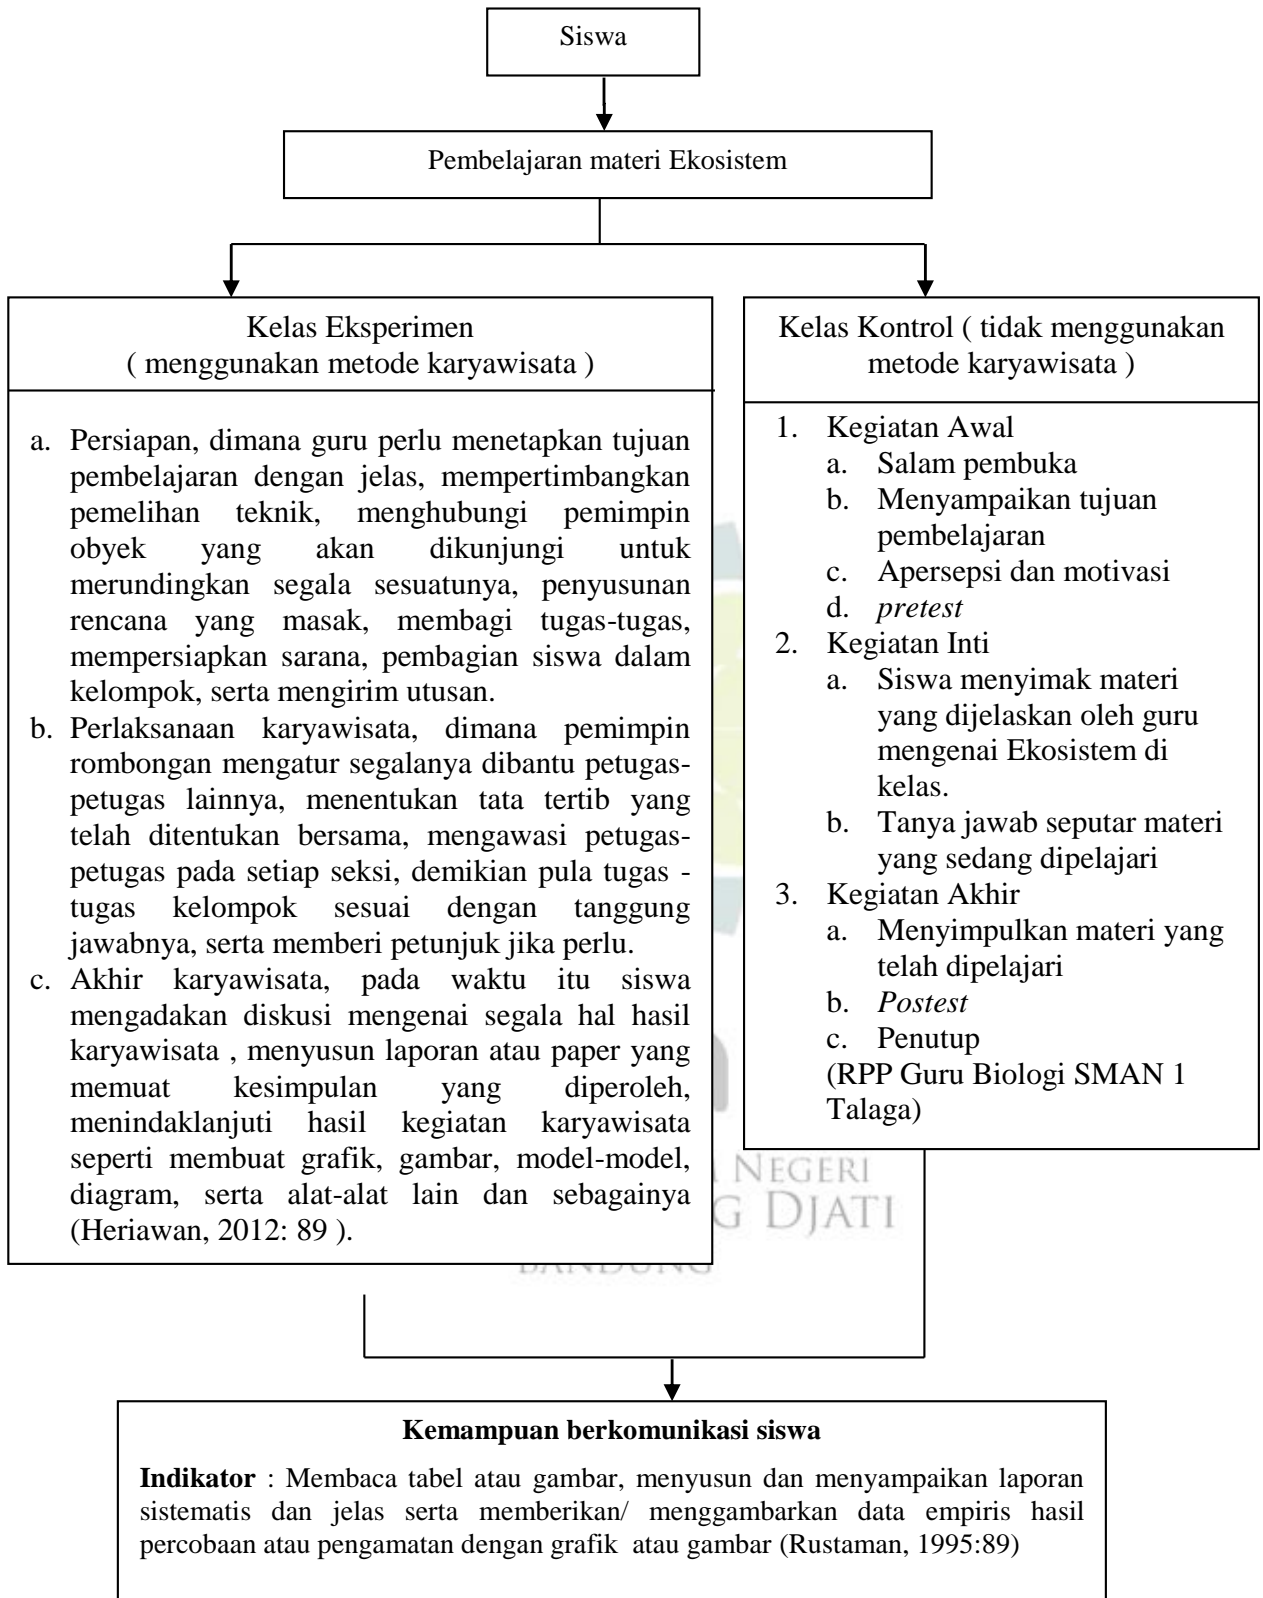 Siswa
Pembelajaran materi Ekosistem
Kelas Eksperimen
( menggunakan metode karyawisata )
a. Persiapan, dimana guru perlu menetapkan tujuan
pembelajaran dengan jelas, mempertimbangkan
pemelihan teknik, menghubungi pemimpin
obyek yang akan dikunjungi untuk
merundingkan segala sesuatunya, penyusunan
rencana yang masak, membagi tugas-tugas,
mempersiapkan sarana, pembagian siswa dalam
kelompok, serta mengirim utusan.
b. Perlaksanaan karyawisata, dimana pemimpin
rombongan mengatur segalanya dibantu petugas-
petugas lainnya, menentukan tata tertib yang
telah ditentukan bersama, mengawasi petugas-
petugas pada setiap seksi, demikian pula tugas -
tugas kelompok sesuai dengan tanggung
jawabnya, serta memberi petunjuk jika perlu.
c. Akhir karyawisata, pada waktu itu siswa
mengadakan diskusi mengenai segala hal hasil
karyawisata , menyusun laporan atau paper yang
memuat kesimpulan yang diperoleh,
menindaklanjuti hasil kegiatan karyawisata
seperti membuat grafik, gambar, model-model,
diagram, serta alat-alat lain dan sebagainya
(Heriawan, 2012: 89 ).
Kelas Kontrol ( tidak menggunakan
metode karyawisata )
1. Kegiatan Awal
a. Salam pembuka
b. Menyampaikan tujuan
pembelajaran
c. Apersepsi dan motivasi
d. pretest
2. Kegiatan Inti
a. Siswa menyimak materi
yang dijelaskan oleh guru
mengenai Ekosistem di
kelas.
b. Tanya jawab seputar materi
yang sedang dipelajari
3. Kegiatan Akhir
a. Menyimpulkan materi yang
telah dipelajari
b. Postest
c. Penutup
(RPP Guru Biologi SMAN 1
Talaga)
NEGERI
G DJATI
BANDUNG
Kemampuan berkomunikasi siswa
Indikator : Membaca tabel atau gambar, menyusun dan menyampaikan laporan
sistematis dan jelas serta memberikan/ menggambarkan data empiris hasil
percobaan atau pengamatan dengan grafik atau gambar (Rustaman, 1995:89)